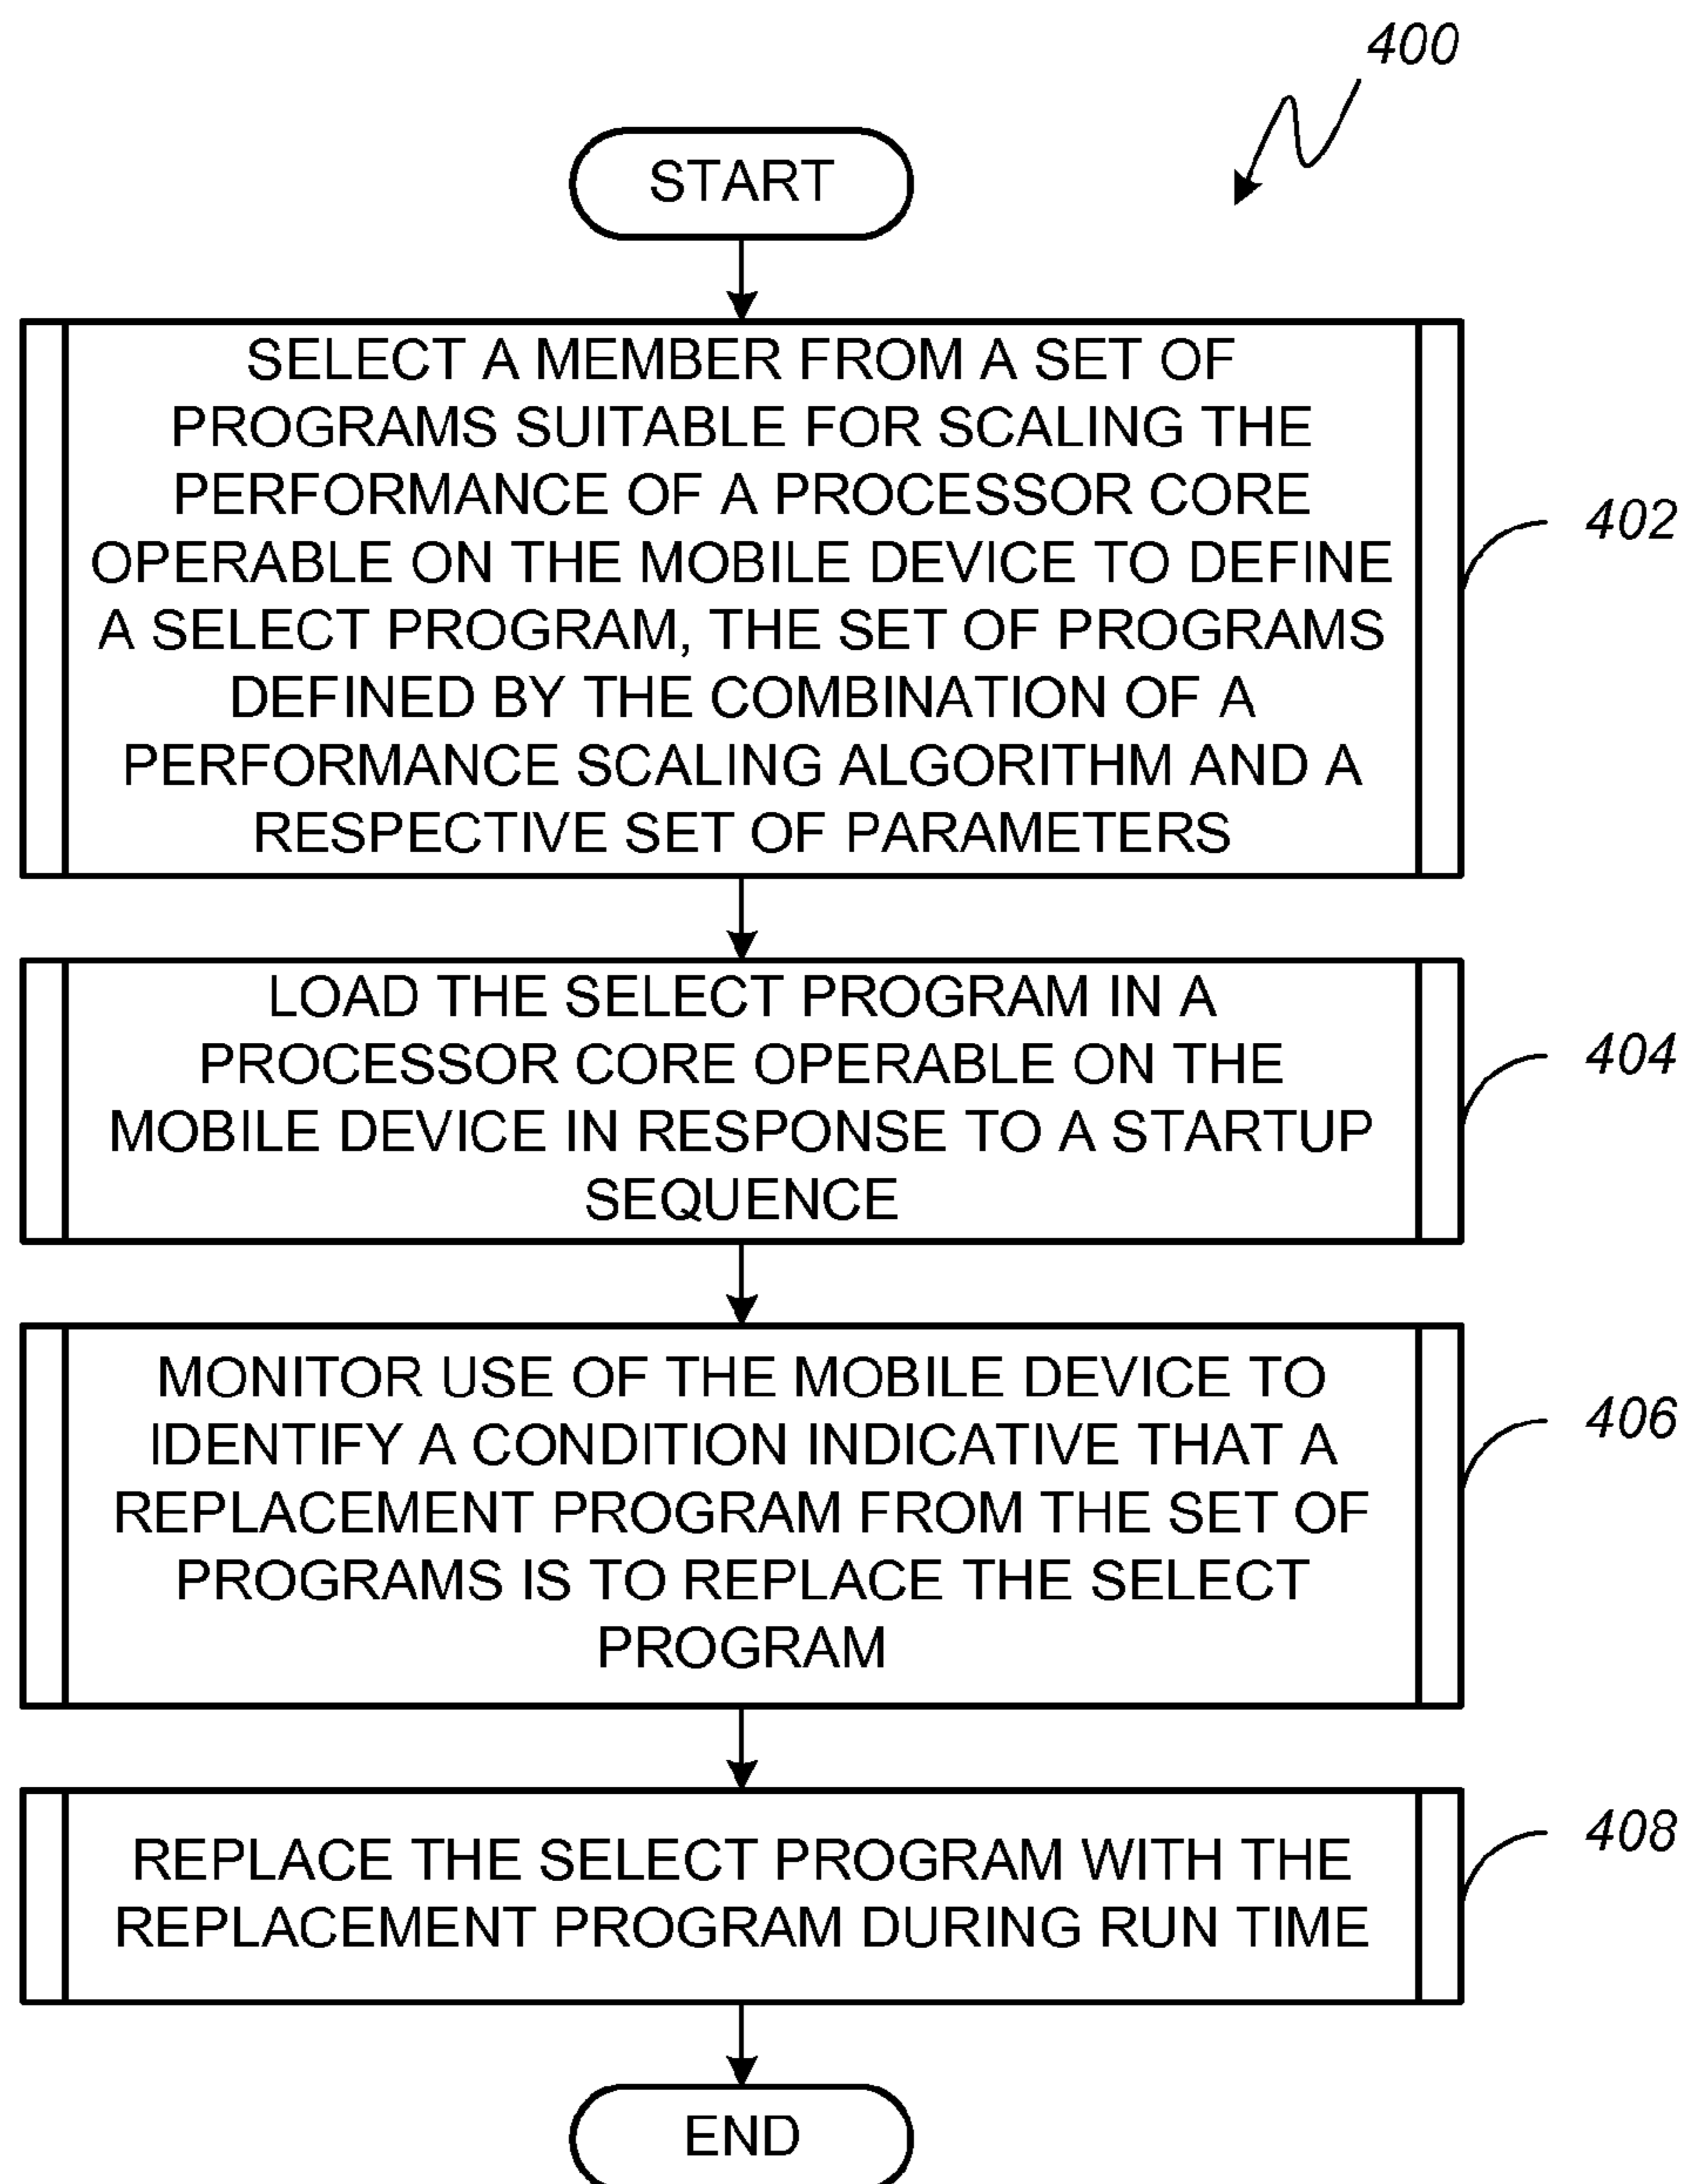 400
START
SELECT A MEMBER FROM A SET OF
PROGRAMS SUITABLE FOR SCALING THE
PERFORMANCE OF A PROCESSOR CORE
OPERABLE ON THE MOBILE DEVICE TO DEFINE
A SELECT PROGRAM, THE SET OF PROGRAMS
DEFINED BY THE COMBINATION OF A
PERFORMANCE SCALING ALGORITHM AND A
RESPECTIVE SET OF PARAMETERS
402
LOAD THE SELECT PROGRAM IN A
PROCESSOR CORE OPERABLE ON THE
MOBILE DEVICE IN RESPONSE TO A STARTUP
SEQUENCE
404
MONITOR USE OF THE MOBILE DEVICE TO
IDENTIFY A CONDITION INDICATIVE THAT A
REPLACEMENT PROGRAM FROM THE SET OF
PROGRAMS IS TO REPLACE THE SELECT
PROGRAM
406
REPLACE THE SELECT PROGRAM WITH THE
REPLACEMENT PROGRAM DURING RUN TIME
408
END